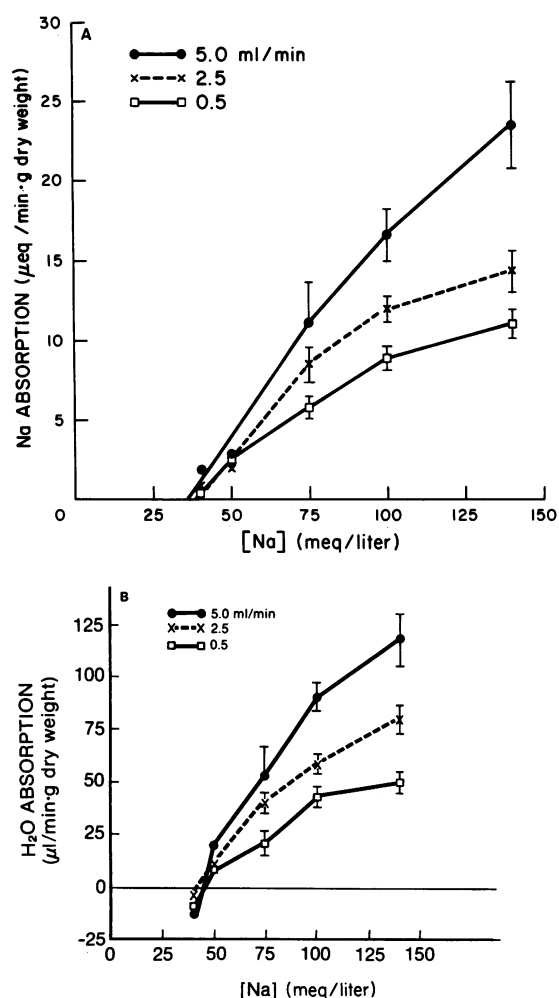 A
5.0 ml/min
2.5
0.5
30
25
20
15
10
5
Na ABSORPTION (μeq /min·g dry weight)
0 25 50 75 100 125 150
[Na] (meq/liter)
B
5.0 ml/min
2.5
0.5
125
100
75
50
25
0
-25
H₂O ABSORPTION
(μl/min·g dry weight)
0 25 50 75 100 125 150
[Na] (meq/liter)